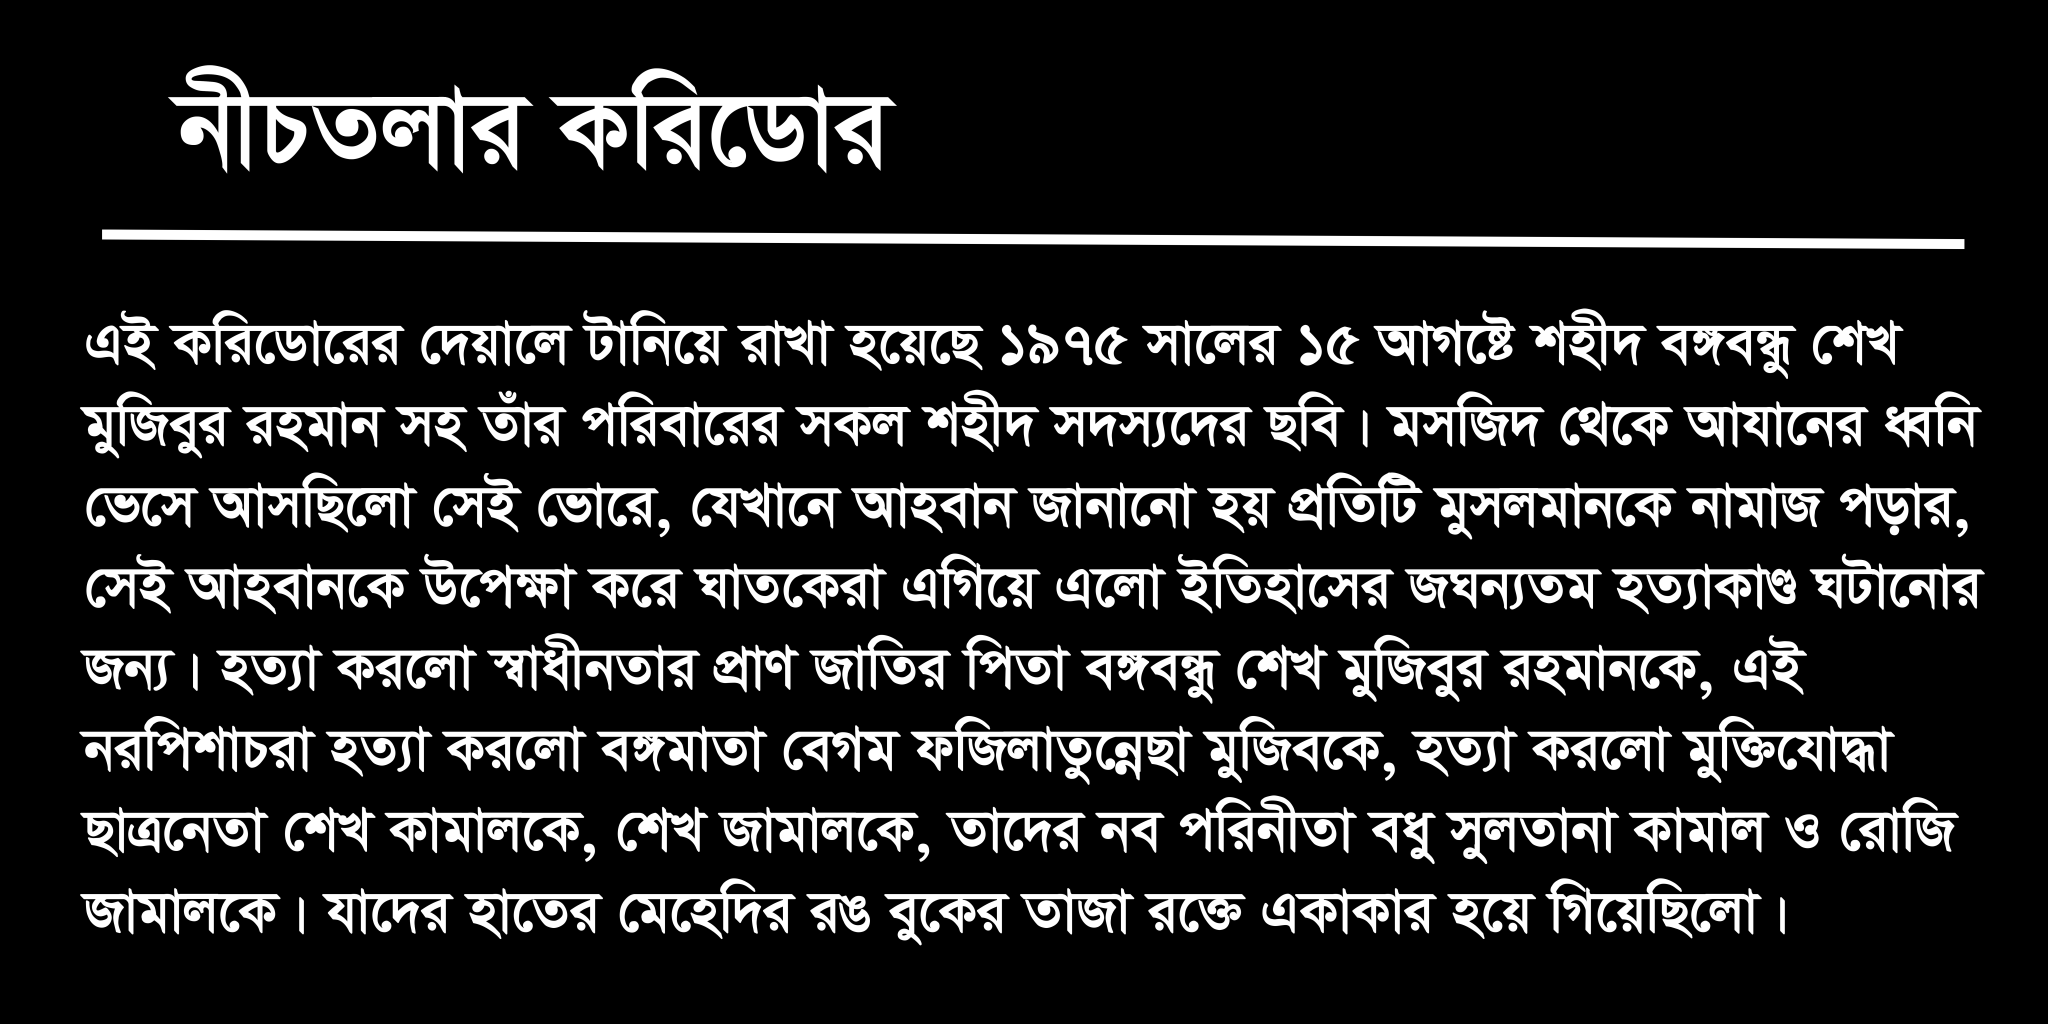 নীচতলার করিডোর
এই করিডোরের দেয়ালে টানিয়ে রাখা হয়েছে ১৯৭৫ সালের ১৫ আগষ্টে শহীদ বঙ্গবন্ধু শেখ
মুজিবুর রহমান সহ তাঁর পরিবারের সকল শহীদ সদস্যদের ছবি। মসজিদ থেকে আযানের ধ্বনি
ভেসে আসছিলো সেই ভোরে, যেখানে আহবান জানানো হয় প্রতিটি মুসলমানকে নামাজ পড়ার,
সেই আহবানকে উপেক্ষা করে ঘাতকেরা এগিয়ে এলো ইতিহাসের জঘন্যতম হত্যাকাণ্ড ঘটানোর
জন্য। হত্যা করলো স্বাধীনতার প্রাণ জাতির পিতা বঙ্গবন্ধু শেখ মুজিবুর রহমানকে, এই
নরপিশাচরা হত্যা করলো বঙ্গমাতা বেগম ফজিলাতুন্নেছা মুজিবকে, হত্যা করলো মুক্তিযোদ্ধা
ছাত্রনেতা শেখ কামালকে, শেখ জামালকে, তাদের নব পরিনীতা বধু সুলতানা কামাল ও রোজি
জামালকে। যাদের হাতের মেহেদির রঙ বুকের তাজা রক্তে একাকার হয়ে গিয়েছিলো।